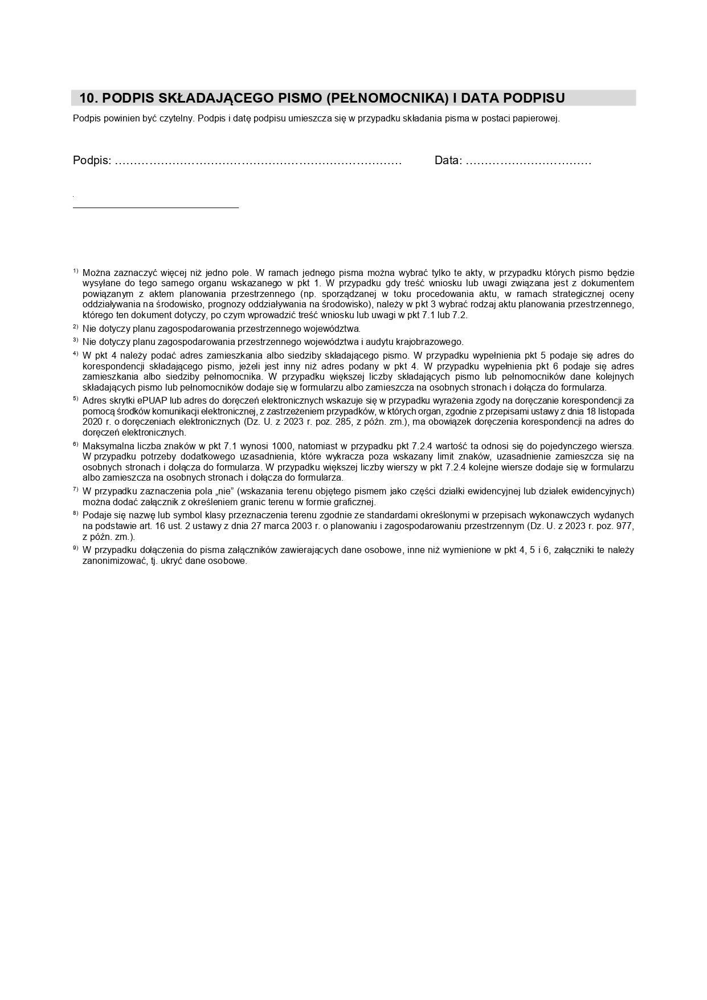 10. PODPIS SKŁADAJĄCEGO PISMO (PEŁNOMOCNIKA) I DATA PODPISU
Podpis powinien być czytelny. Podpis i datę podpisu umieszcza się w przypadku składania pisma w postaci papierowej.
Podpis: ………………………………………………………………… Data: ……………………………
1) Można zaznaczyć więcej niż jedno pole. W ramach jednego pisma można wybrać tylko te akty, w przypadku których pismo będzie
wysyłane do tego samego organu wskazanego w pkt 1. W przypadku gdy treść wniosku lub uwagi związana jest z dokumentem
powiązanym z aktem planowania przestrzennego (np. sporządzanej w toku procedowania aktu, w ramach strategicznej oceny
oddziaływania na środowisko, prognozy oddziaływania na środowisko), należy w pkt 3 wybrać rodzaj aktu planowania przestrzennego,
którego ten dokument dotyczy, po czym wprowadzić treść wniosku lub uwagi w pkt 7.1 lub 7.2.
2) Nie dotyczy planu zagospodarowania przestrzennego województwa.
3) Nie dotyczy planu zagospodarowania przestrzennego województwa i audytu krajobrazowego.
4) W pkt 4 należy podać adres zamieszkania albo siedziby składającego pismo. W przypadku wypełnienia pkt 5 podaje się adres do
korespondencji składającego pismo, jeżeli jest inny niż adres podany w pkt 4. W przypadku wypełnienia pkt 6 podaje się adres
zamieszkania albo siedziby pełnomocnika. W przypadku większej liczby składających pismo lub pełnomocników dane kolejnych
składających pismo lub pełnomocników dodaje się w formularzu albo zamieszcza na osobnych stronach i dołącza do formularza.
5) Adres skrytki ePUAP lub adres do doręczeń elektronicznych wskazuje się w przypadku wyrażenia zgody na doręczanie korespondencji za
pomocą środków komunikacji elektronicznej, z zastrzeżeniem przypadków, w których organ, zgodnie z przepisami ustawy z dnia 18 listopada
2020 r. o doręczeniach elektronicznych (Dz. U. z 2023 r. poz. 285, z późn. zm.), ma obowiązek doręczenia korespondencji na adres do
doręczeń elektronicznych.
6) Maksymalna liczba znaków w pkt 7.1 wynosi 1000, natomiast w przypadku pkt 7.2.4 wartość ta odnosi się do pojedynczego wiersza.
W przypadku potrzeby dodatkowego uzasadnienia, które wykracza poza wskazany limit znaków, uzasadnienie zamieszcza się na
osobnych stronach i dołącza do formularza. W przypadku większej liczby wierszy w pkt 7.2.4 kolejne wiersze dodaje się w formularzu
albo zamieszcza na osobnych stronach i dołącza do formularza.
7) W przypadku zaznaczenia pola „nie” (wskazania terenu objętego pismem jako części działki ewidencyjnej lub działek ewidencyjnych)
można dodać załącznik z określeniem granic terenu w formie graficznej.
8) Podaje się nazwę lub symbol klasy przeznaczenia terenu zgodnie ze standardami określonymi w przepisach wykonawczych wydanych
na podstawie art. 16 ust. 2 ustawy z dnia 27 marca 2003 r. o planowaniu i zagospodarowaniu przestrzennym (Dz. U. z 2023 r. poz. 977,
z późn. zm.).
9) W przypadku dołączenia do pisma załączników zawierających dane osobowe, inne niż wymienione w pkt 4, 5 i 6, załączniki te należy
zanonimizować, tj. ukryć dane osobowe.